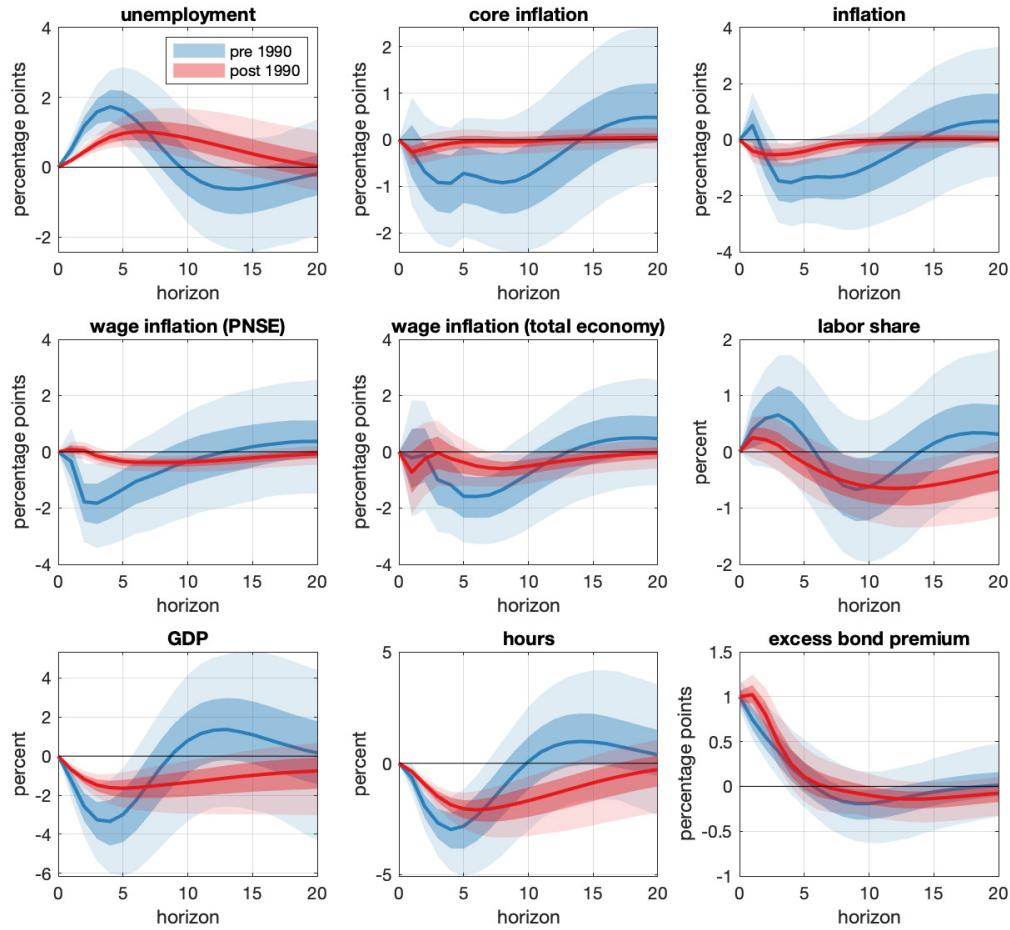 unemployment
4
2
0
-2
0 5 10 15 20
percentage points
horizon
pre 1990
post 1990
core inflation
2
1
0
-1
-2
0 5 10 15 20
percentage points
horizon
inflation
4
2
0
-2
-4
0 5 10 15 20
percentage points
horizon
wage inflation (PNSE)
4
2
0
-2
-4
0 5 10 15 20
percentage points
horizon
wage inflation (total economy)
4
2
0
-2
-4
0 5 10 15 20
percentage points
horizon
labor share
2
1
0
-1
-2
0 5 10 15 20
percent
horizon
GDP
4
2
0
-2
-4
-6
0 5 10 15 20
percent
horizon
hours
5
0
-5
0 5 10 15 20
percent
horizon
excess bond premium
1.5
1
0.5
0
-0.5
-1
0 5 10 15 20
percentage points
horizon